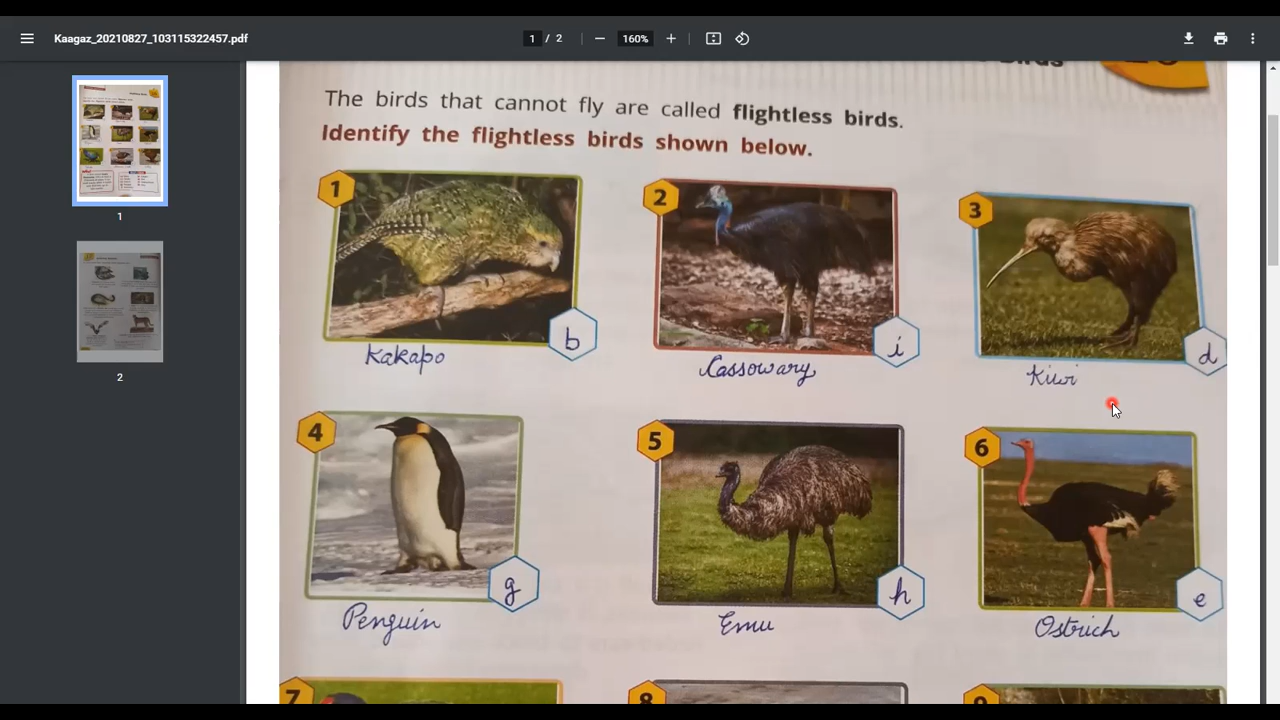 Kaagaz_20210827_103115322457.pdf
1 / 2
160%
Birds
The birds that cannot fly are called flightless birds.
Identify the flightless birds shown below.
1
2
3
b
i
d
Kakapo
Cassowary
Kiwi
4
5
6
g
h
e
Penguin
Emu
Ostrich
7
8
9
1
2